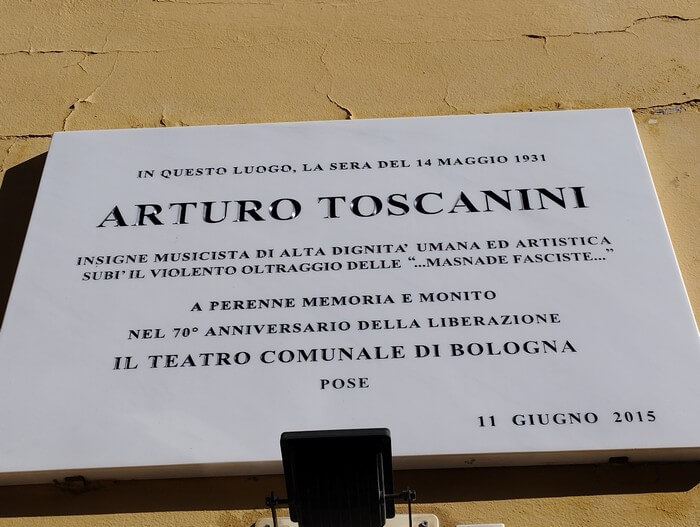 IN QUESTO LUOGO, LA SERA DEL 14 MAGGIO 1931
ARTURO TOSCANINI
INSIGNE MUSICISTA DI ALTA DIGNITA' UMANA ED ARTISTICA
SUBI' IL VIOLENTO OLTRAGGIO DELLE “...MASNADE FASCISTE...”
A PERENNE MEMORIA E MONITO
NEL 70° ANNIVERSARIO DELLA LIBERAZIONE
IL TEATRO COMUNALE DI BOLOGNA
POSE
11 GIUGNO 2015